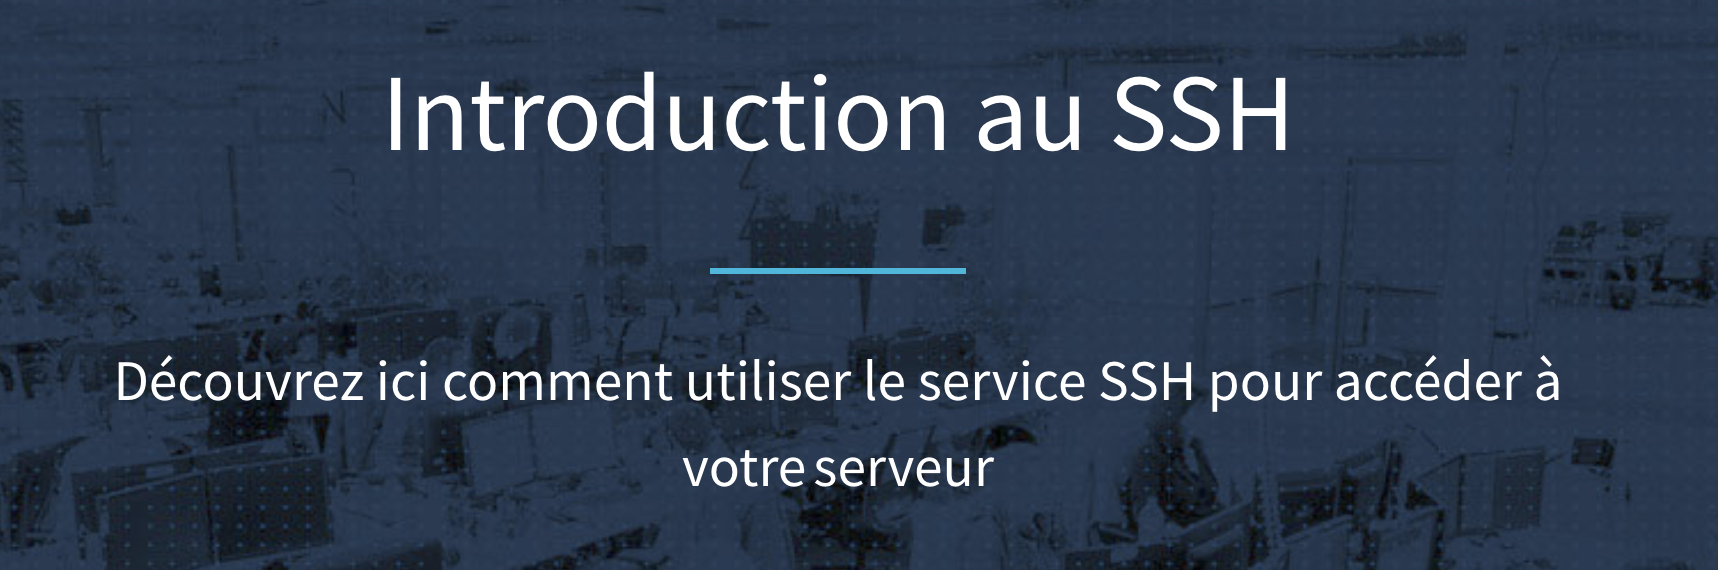 Introduction au SSH
Découvrez ici comment utiliser le service SSH pour accéder à
votre serveur